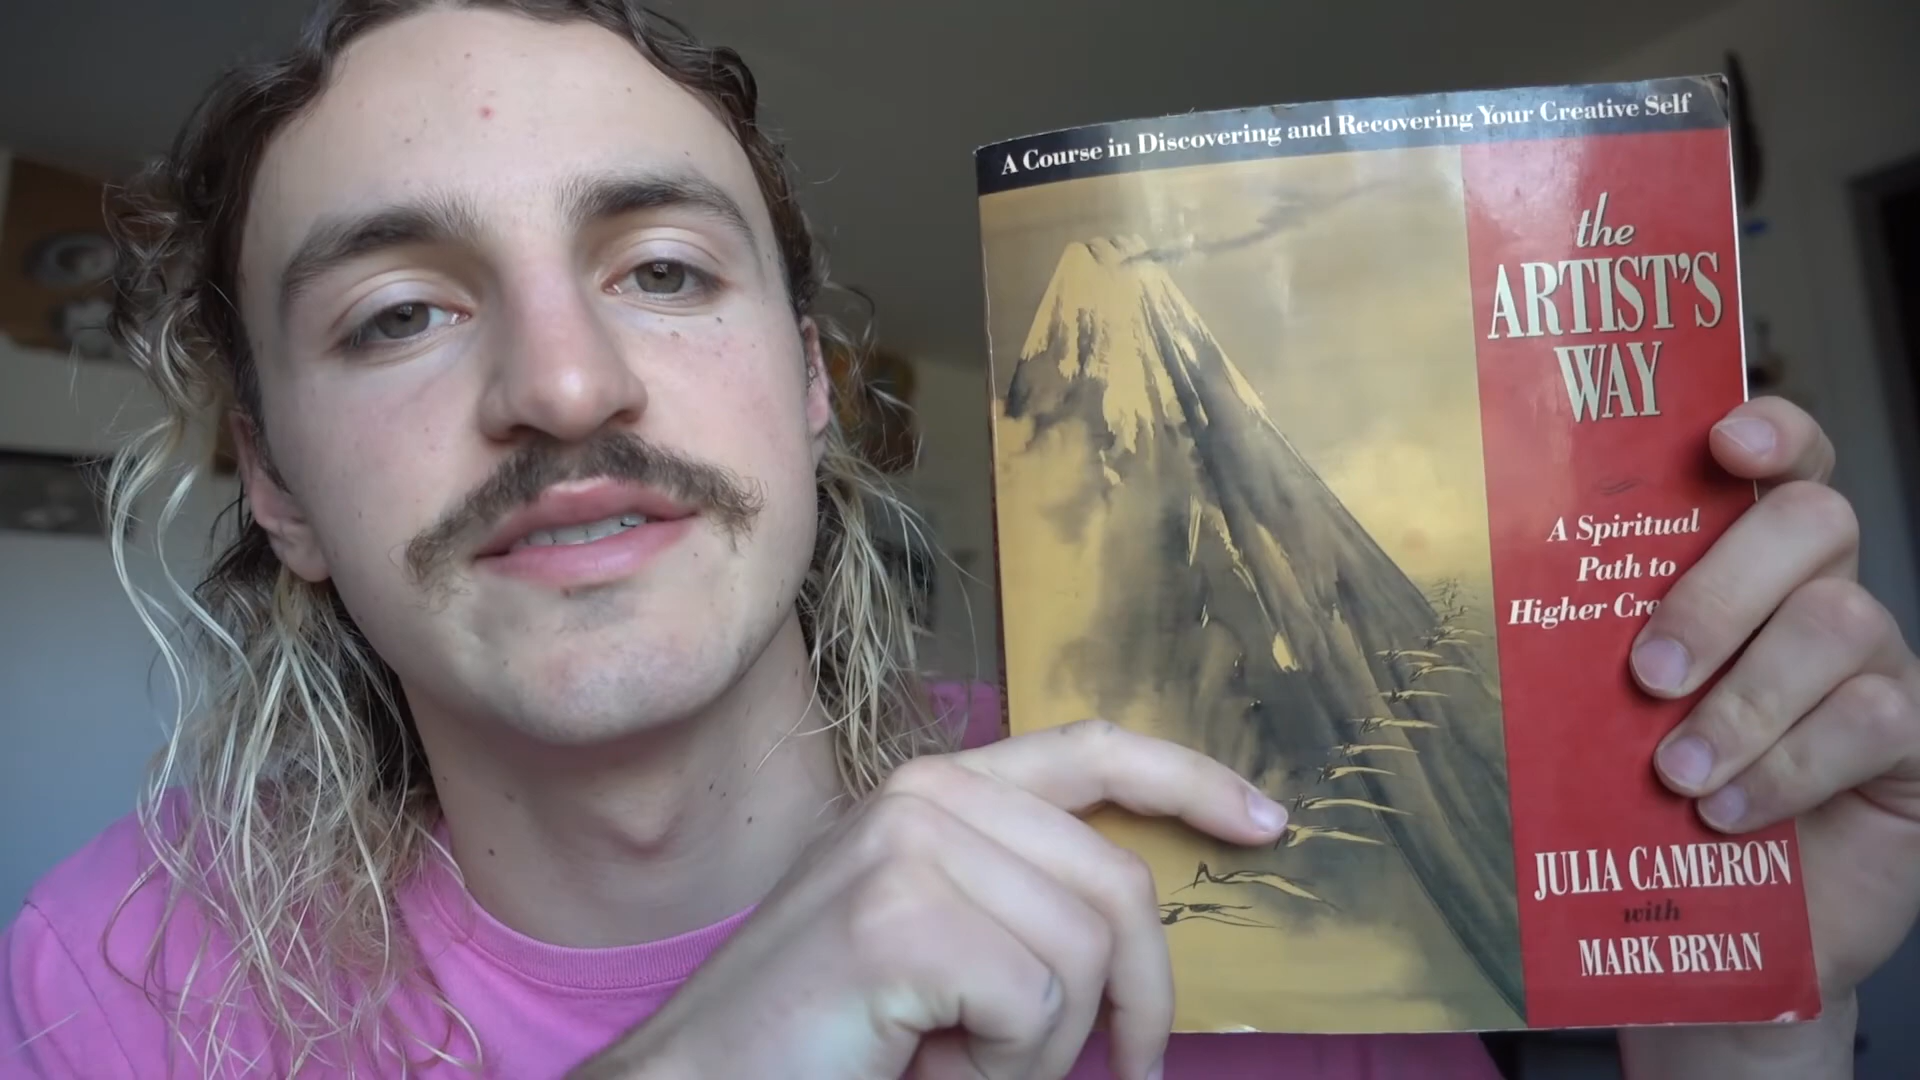 A Course in Discovering and Recovering Your Creative Self
the
ARTIST'S
WAY
A Spiritual
Path to
Higher
JULIA CAMERON
with
MARK BRYAN